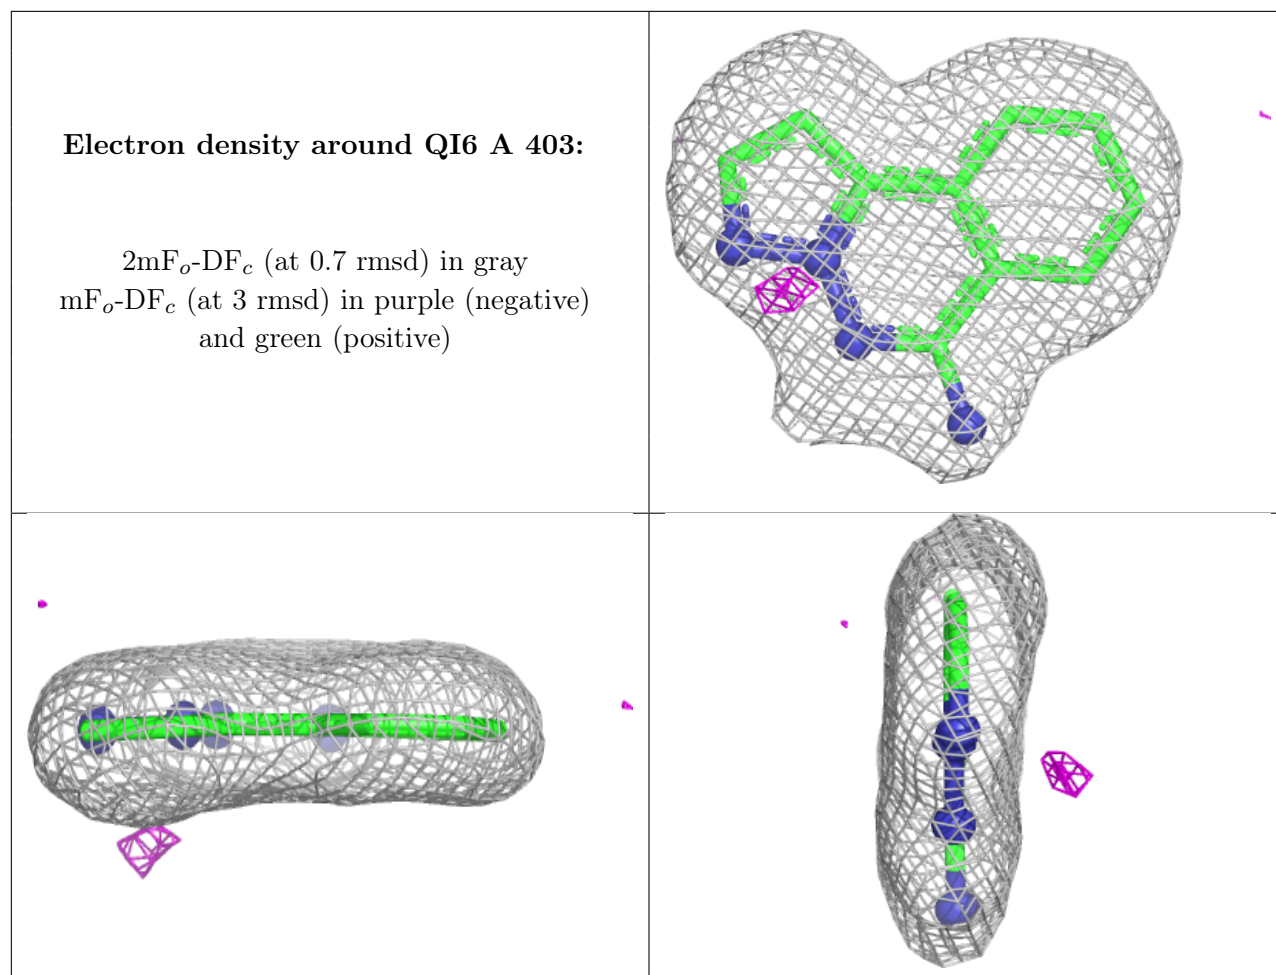 Electron density around QI6 A 403:
2mFo-DFc (at 0.7 rmsd) in gray
mFo-DFc (at 3 rmsd) in purple (negative)
and green (positive)